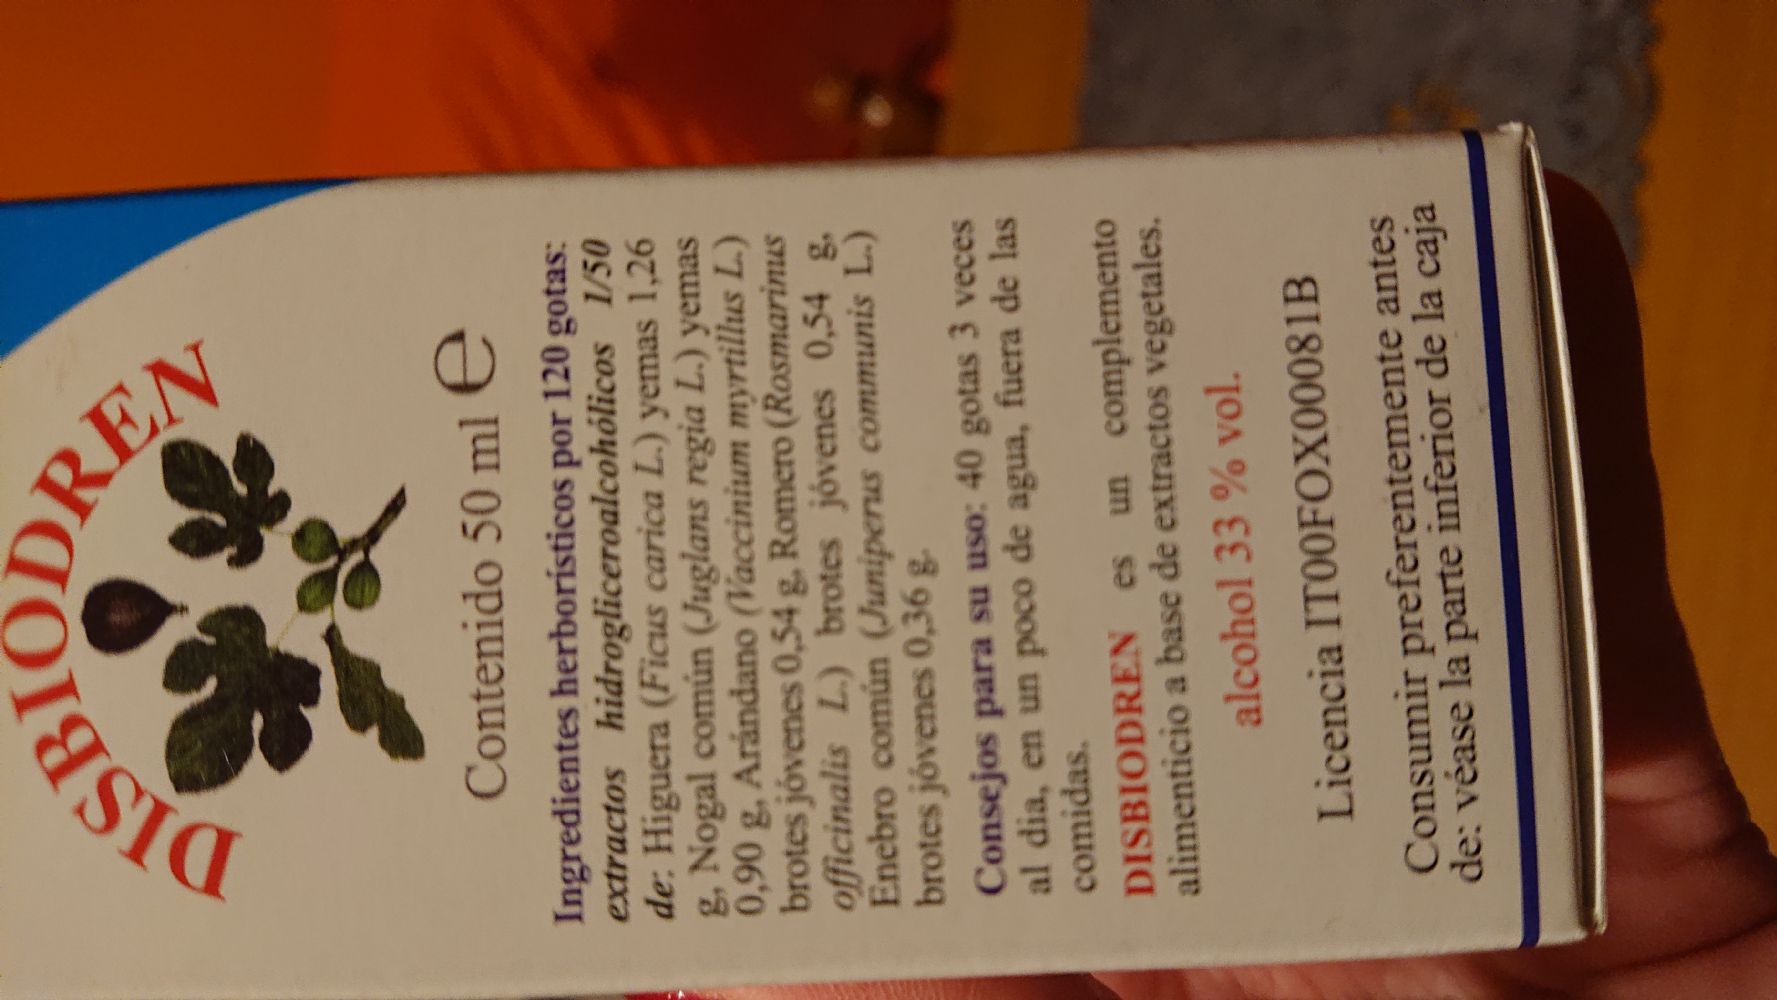 DISBIODREN
Contenido 50 ml ℮
Ingredientes herborísticos por 120 gotas:
extractos hidrogliceroalcohólicos 1/50
de: Higuera (Ficus carica L.) yemas 1,26
g, Nogal común (Juglans regia L.) yemas
0,90 g, Arándano (Vaccinium myrtillus L.)
brotes jóvenes 0,54 g, Romero (Rosmarinus
officinalis L.) brotes jóvenes 0,54 g,
Enebro común (Juniperus communis L.)
brotes jóvenes 0,36 g.
Consejos para su uso: 40 gotas 3 veces
al dia, en un poco de agua, fuera de las
comidas.
DISBIODREN es un complemento
alimenticio a base de extractos vegetales.
alcohol 33 % vol.
Licencia IT00FOX00081B
Consumir preferentemente antes
de: véase la parte inferior de la caja